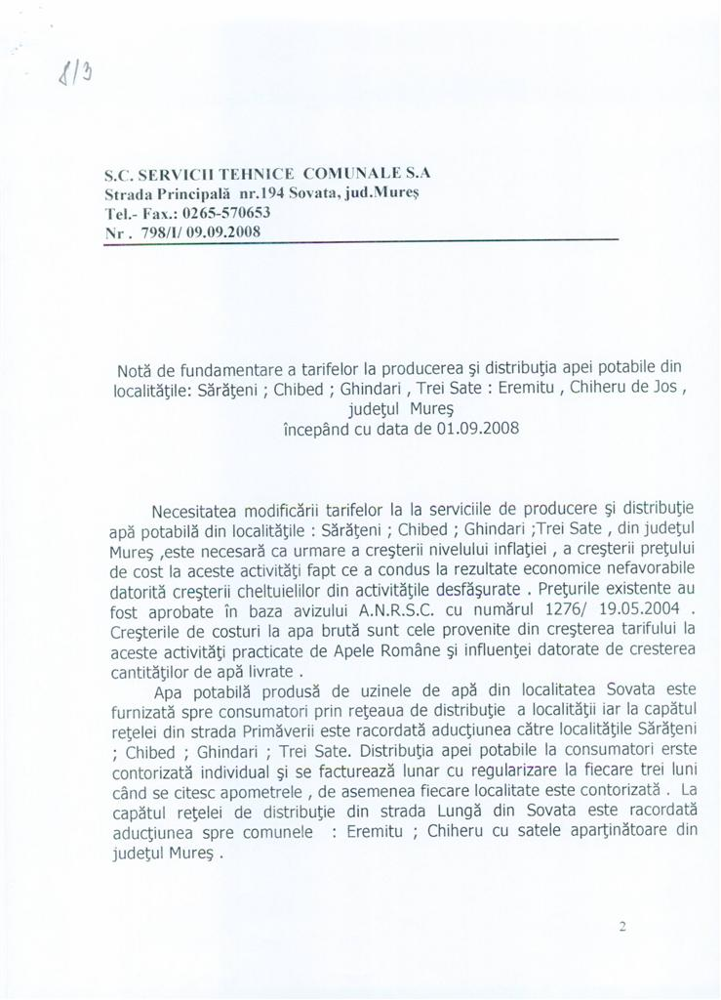 8/3
S.C. SERVICII TEHNICE COMUNALE S.A
Strada Principală nr.194 Sovata, jud.Mureş
Tel.- Fax.: 0265-570653
Nr . 798/I/ 09.09.2008
Notă de fundamentare a tarifelor la producerea şi distribuţia apei potabile din
localităţile: Sărăţeni ; Chibed ; Ghindari , Trei Sate : Eremitu , Chiheru de Jos ,
judeţul Mureş
începând cu data de 01.09.2008
Necesitatea modificării tarifelor la la serviciile de producere şi distribuţie
apă potabilă din localităţile : Sărăţeni ; Chibed ; Ghindari ;Trei Sate , din judeţul
Mureş ,este necesară ca urmare a creşterii nivelului inflaţiei , a creşterii preţului
de cost la aceste activităţi fapt ce a condus la rezultate economice nefavorabile
datorită creşterii cheltuielilor din activităţile desfăşurate . Preţurile existente au
fost aprobate în baza avizului A.N.R.S.C. cu numărul 1276/ 19.05.2004 .
Creşterile de costuri la apa brută sunt cele provenite din creşterea tarifului la
aceste activităţi practicate de Apele Române şi influenţei datorate de cresterea
cantităţilor de apă livrate .
Apa potabilă produsă de uzinele de apă din localitatea Sovata este
furnizată spre consumatori prin reţeaua de distribuţie a localităţii iar la capătul
reţelei din strada Primăverii este racordată aducţiunea către localităţile Sărăţeni
; Chibed ; Ghindari ; Trei Sate. Distribuţia apei potabile la consumatori erste
contorizată individual şi se facturează lunar cu regularizare la fiecare trei luni
când se citesc apometrele , de asemenea fiecare localitate este contorizată . La
capătul reţelei de distribuţie din strada Lungă din Sovata este racordată
aducţiunea spre comunele : Eremitu ; Chiheru cu satele aparţinătoare din
judeţul Mureş .
2